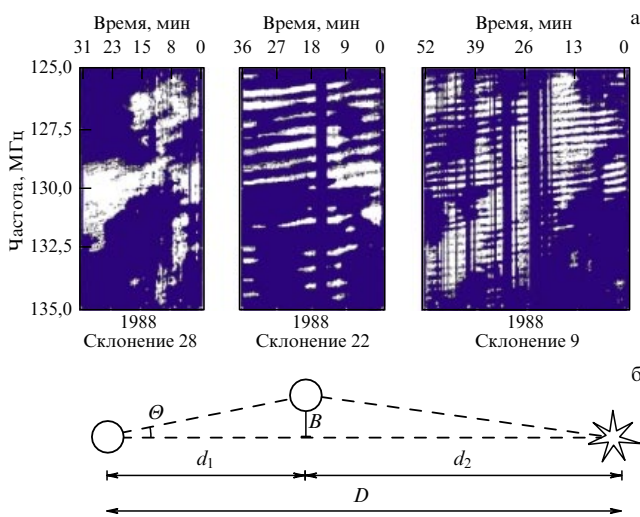 Время, мин Время, мин Время, мин а
31 23 15 8 0 36 27 18 9 0 52 39 26 13 0
125,0
127,5
130,0
132,5
135,0
Частота, МГц
1988 1988 1988
Склонение 28 Склонение 22 Склонение 9
б
Θ B
d1 d2
D